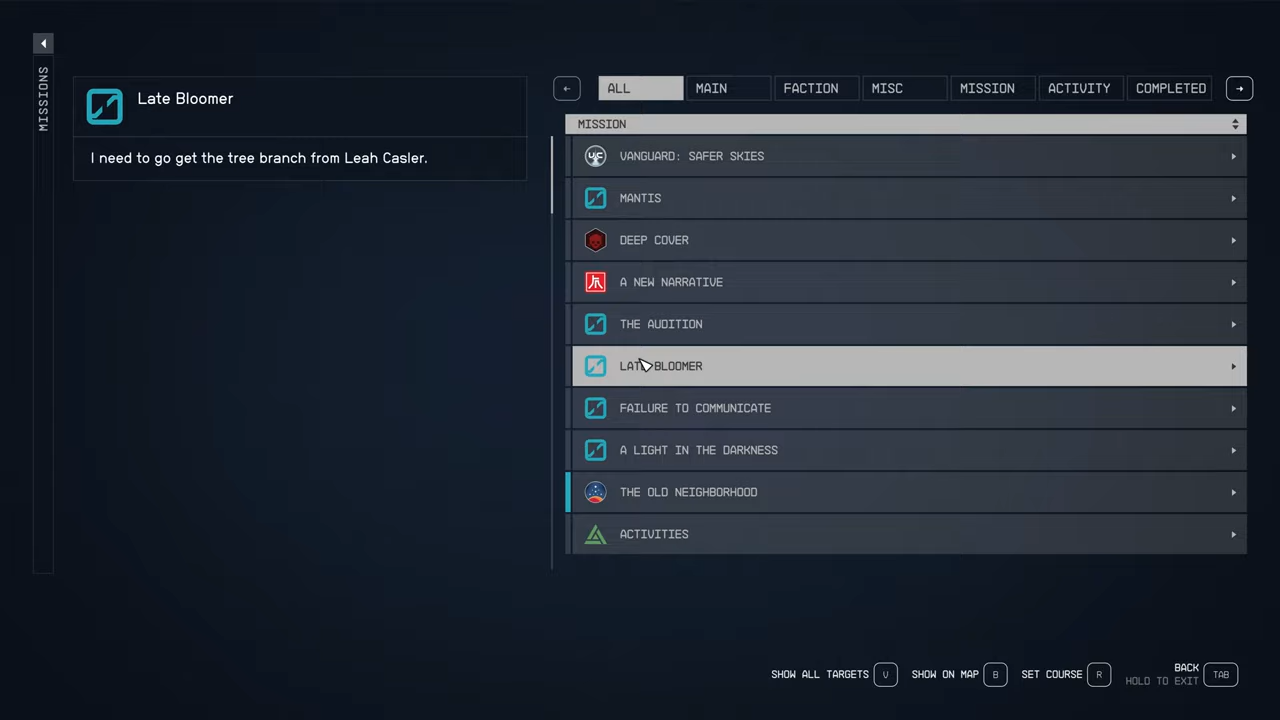 MISSIONS
Late Bloomer
I need to go get the tree branch from Leah Casler.
ALL
MAIN
FACTION
MISC
MISSION
ACTIVITY
COMPLETED
MISSION
VANGUARD: SAFER SKIES
MANTIS
DEEP COVER
A NEW NARRATIVE
THE AUDITION
LATE BLOOMER
FAILURE TO COMMUNICATE
A LIGHT IN THE DARKNESS
THE OLD NEIGHBORHOOD
ACTIVITIES
SHOW ALL TARGETS V
SHOW ON MAP B
SET COURSE R
BACK
HOLD TO EXIT TAB